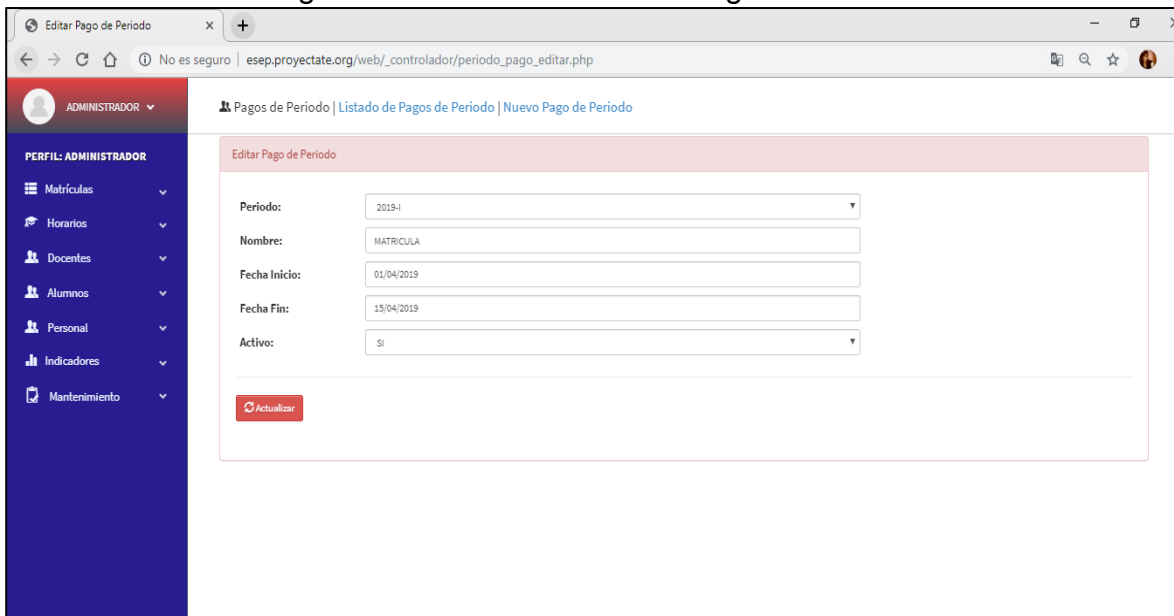 Editar Pago de Periodo
No es seguro | esep.proyectate.org/web/_controlador/periodo_pago_editar.php
ADMINISTRADOR
Pagos de Periodo | Listado de Pagos de Periodo | Nuevo Pago de Periodo
PERFIL: ADMINISTRADOR
Matrículas
Horarios
Docentes
Alumnos
Personal
Indicadores
Mantenimiento
Editar Pago de Periodo
Periodo: 2019-I
Nombre: MATRICULA
Fecha Inicio: 01/04/2019
Fecha Fin: 15/04/2019
Activo: SI
Actualizar